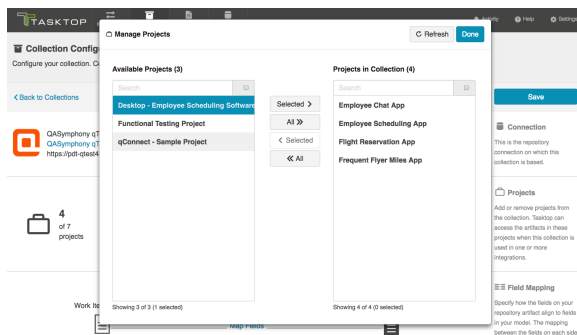 TASKTOP
Activity
Help
Settings
Manage Projects
Refresh
Done
Collection Config
Configure your collection.
Available Projects (3)
Projects in Collection (4)
Search
Search
Back to Collections
Save
Desktop - Employee Scheduling Software
Selected
Employee Chat App
Functional Testing Project
All
Employee Scheduling App
qConnect - Sample Project
Selected
Flight Reservation App
All
Frequent Flyer Miles App
QASymphony qT
QASymphony qT
https://pdt-qtest4
Connection
This is the repository
connection on which this
collection is based.
4
of 7
projects
Projects
Add or remove projects from
the collection. Tasktop can
access the artifacts in these
projects when this collection is
used in one or more
integrations.
Field Mapping
Specify how the fields on your
repository artifact align to fields
in your model. The mapping
between the fields on each side
Work Ite
Showing 3 of 3 (1 selected)
Showing 4 of 4 (0 selected)
Map Fields